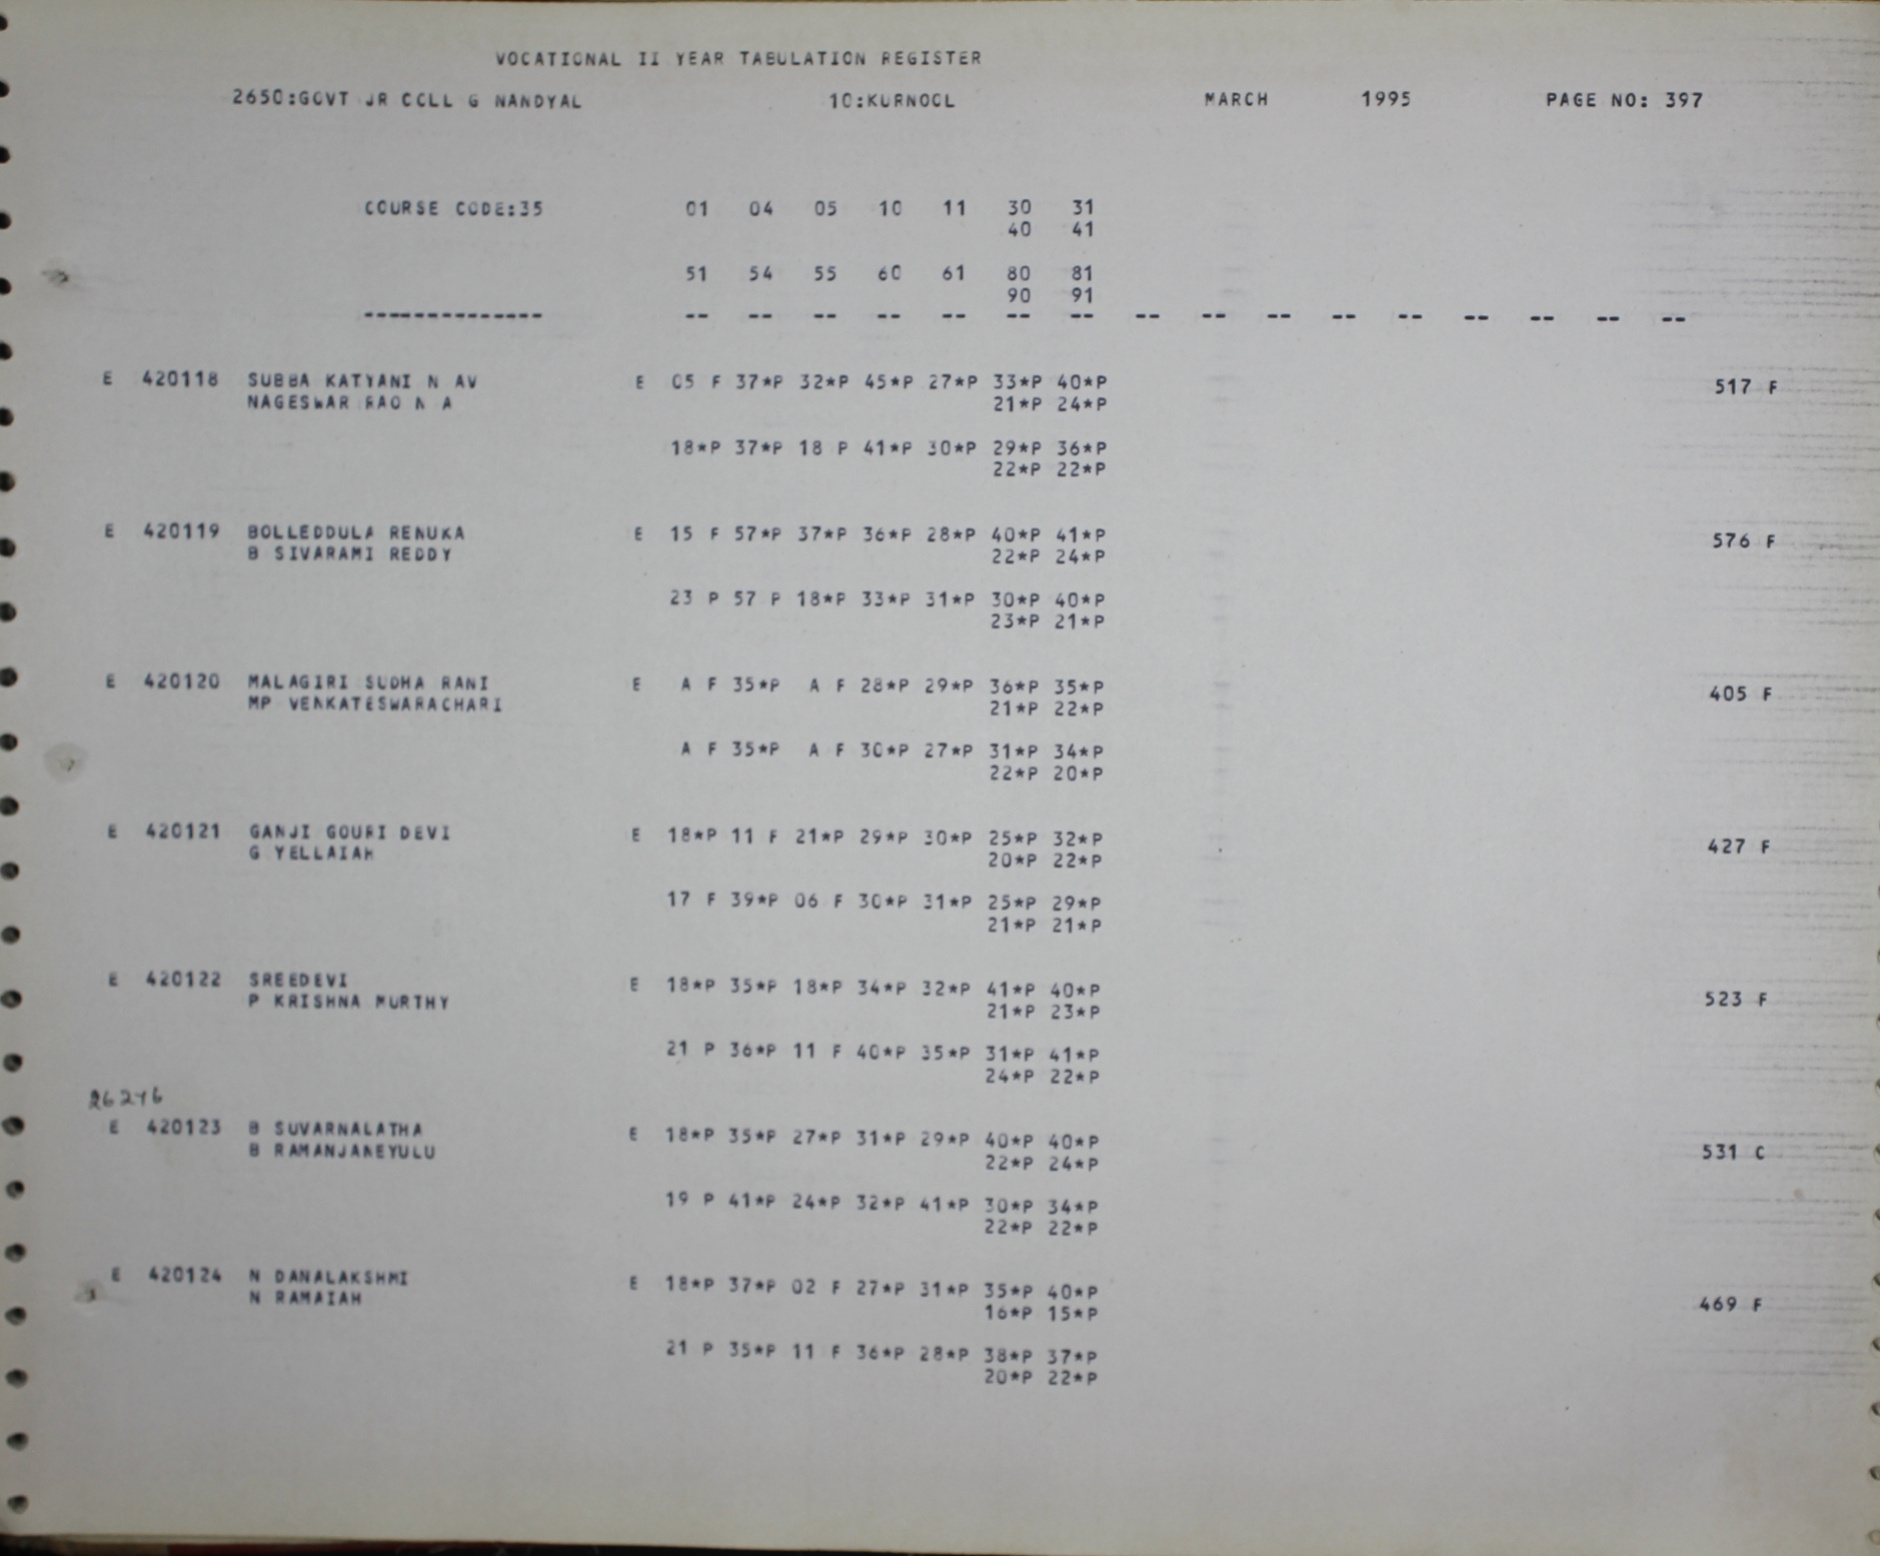 VOCATIONAL II YEAR TABULATION REGISTER
2650:GOVT JR COLL G NANDYAL 10:KURNOOL MARCH 1995 PAGE NO: 397
COURSE CODE:35 01 04 05 10 11 30 31
40 41
51 54 55 60 61 80 81
90 91
-------------- -- -- -- -- -- -- -- -- -- -- -- -- -- -- -- --
E 420118 SUBBA KATYANI N AV E 05 F 37*P 32*P 45*P 27*P 33*P 40*P 517 F
NAGESWAR RAO N A 21*P 24*P
18*P 37*P 18 P 41*P 30*P 29*P 36*P
22*P 22*P
E 420119 BOLLEDDULA RENUKA E 15 F 57*P 37*P 36*P 28*P 40*P 41*P 576 F
B SIVARAMI REDDY 22*P 24*P
23 P 57 P 18*P 33*P 31*P 30*P 40*P
23*P 21*P
E 420120 MALAGIRI SUDHA RANI E A F 35*P A F 28*P 29*P 36*P 35*P 405 F
MP VENKATESWARACHARI 21*P 22*P
A F 35*P A F 30*P 27*P 31*P 34*P
22*P 20*P
E 420121 GANJI GOURI DEVI E 18*P 11 F 21*P 29*P 30*P 25*P 32*P 427 F
G YELLAIAH 20*P 22*P
17 F 39*P 06 F 30*P 31*P 25*P 29*P
21*P 21*P
E 420122 SREEDEVI E 18*P 35*P 18*P 34*P 32*P 41*P 40*P 523 F
P KRISHNA MURTHY 21*P 23*P
21 P 36*P 11 F 40*P 35*P 31*P 41*P
24*P 22*P
E 420123 B SUVARNALATHA E 18*P 35*P 27*P 31*P 29*P 40*P 40*P 531 C
B RAMANJANEYULU 22*P 24*P
19 P 41*P 24*P 32*P 41*P 30*P 34*P
22*P 22*P
E 420124 N DANALAKSHMI E 18*P 37*P 02 F 27*P 31*P 35*P 40*P 469 F
N RAMAIAH 16*P 15*P
21 P 35*P 11 F 36*P 28*P 38*P 37*P
20*P 22*P